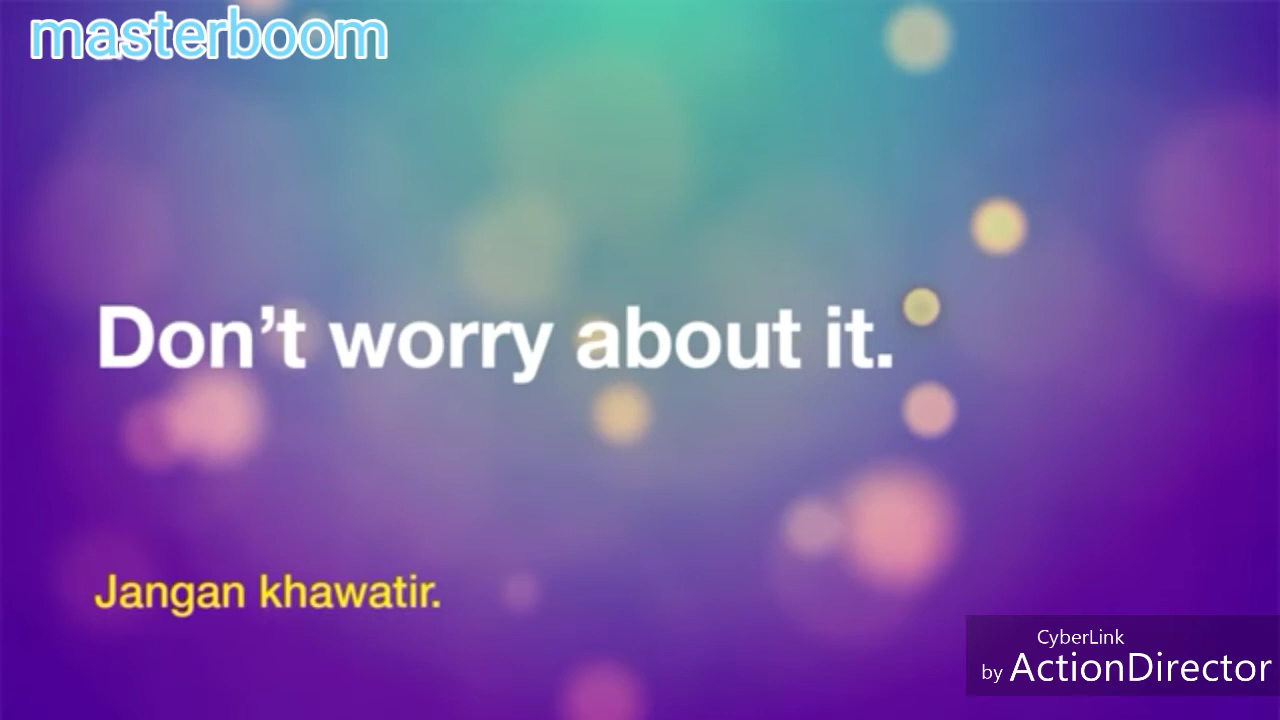 masterboom
Don’t worry about it.
Jangan khawatir.
CyberLink
by ActionDirector